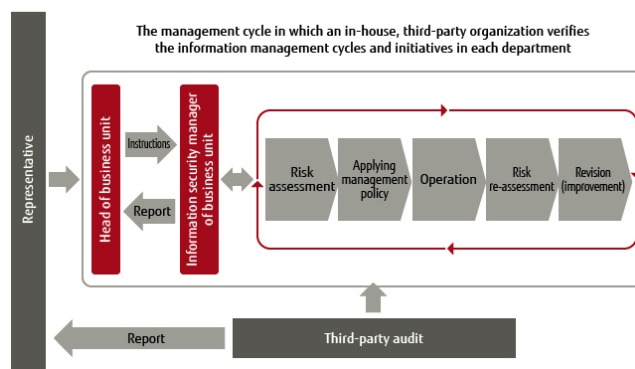 The management cycle in which an in-house, third-party organization verifies
the information management cycles and initiatives in each department
Representative
Head of business unit
Instructions
Report
Information security manager
of business unit
Risk
assessment
Applying
management
policy
Operation
Risk
re-assessment
Revision
(improvement)
Report
Third-party audit